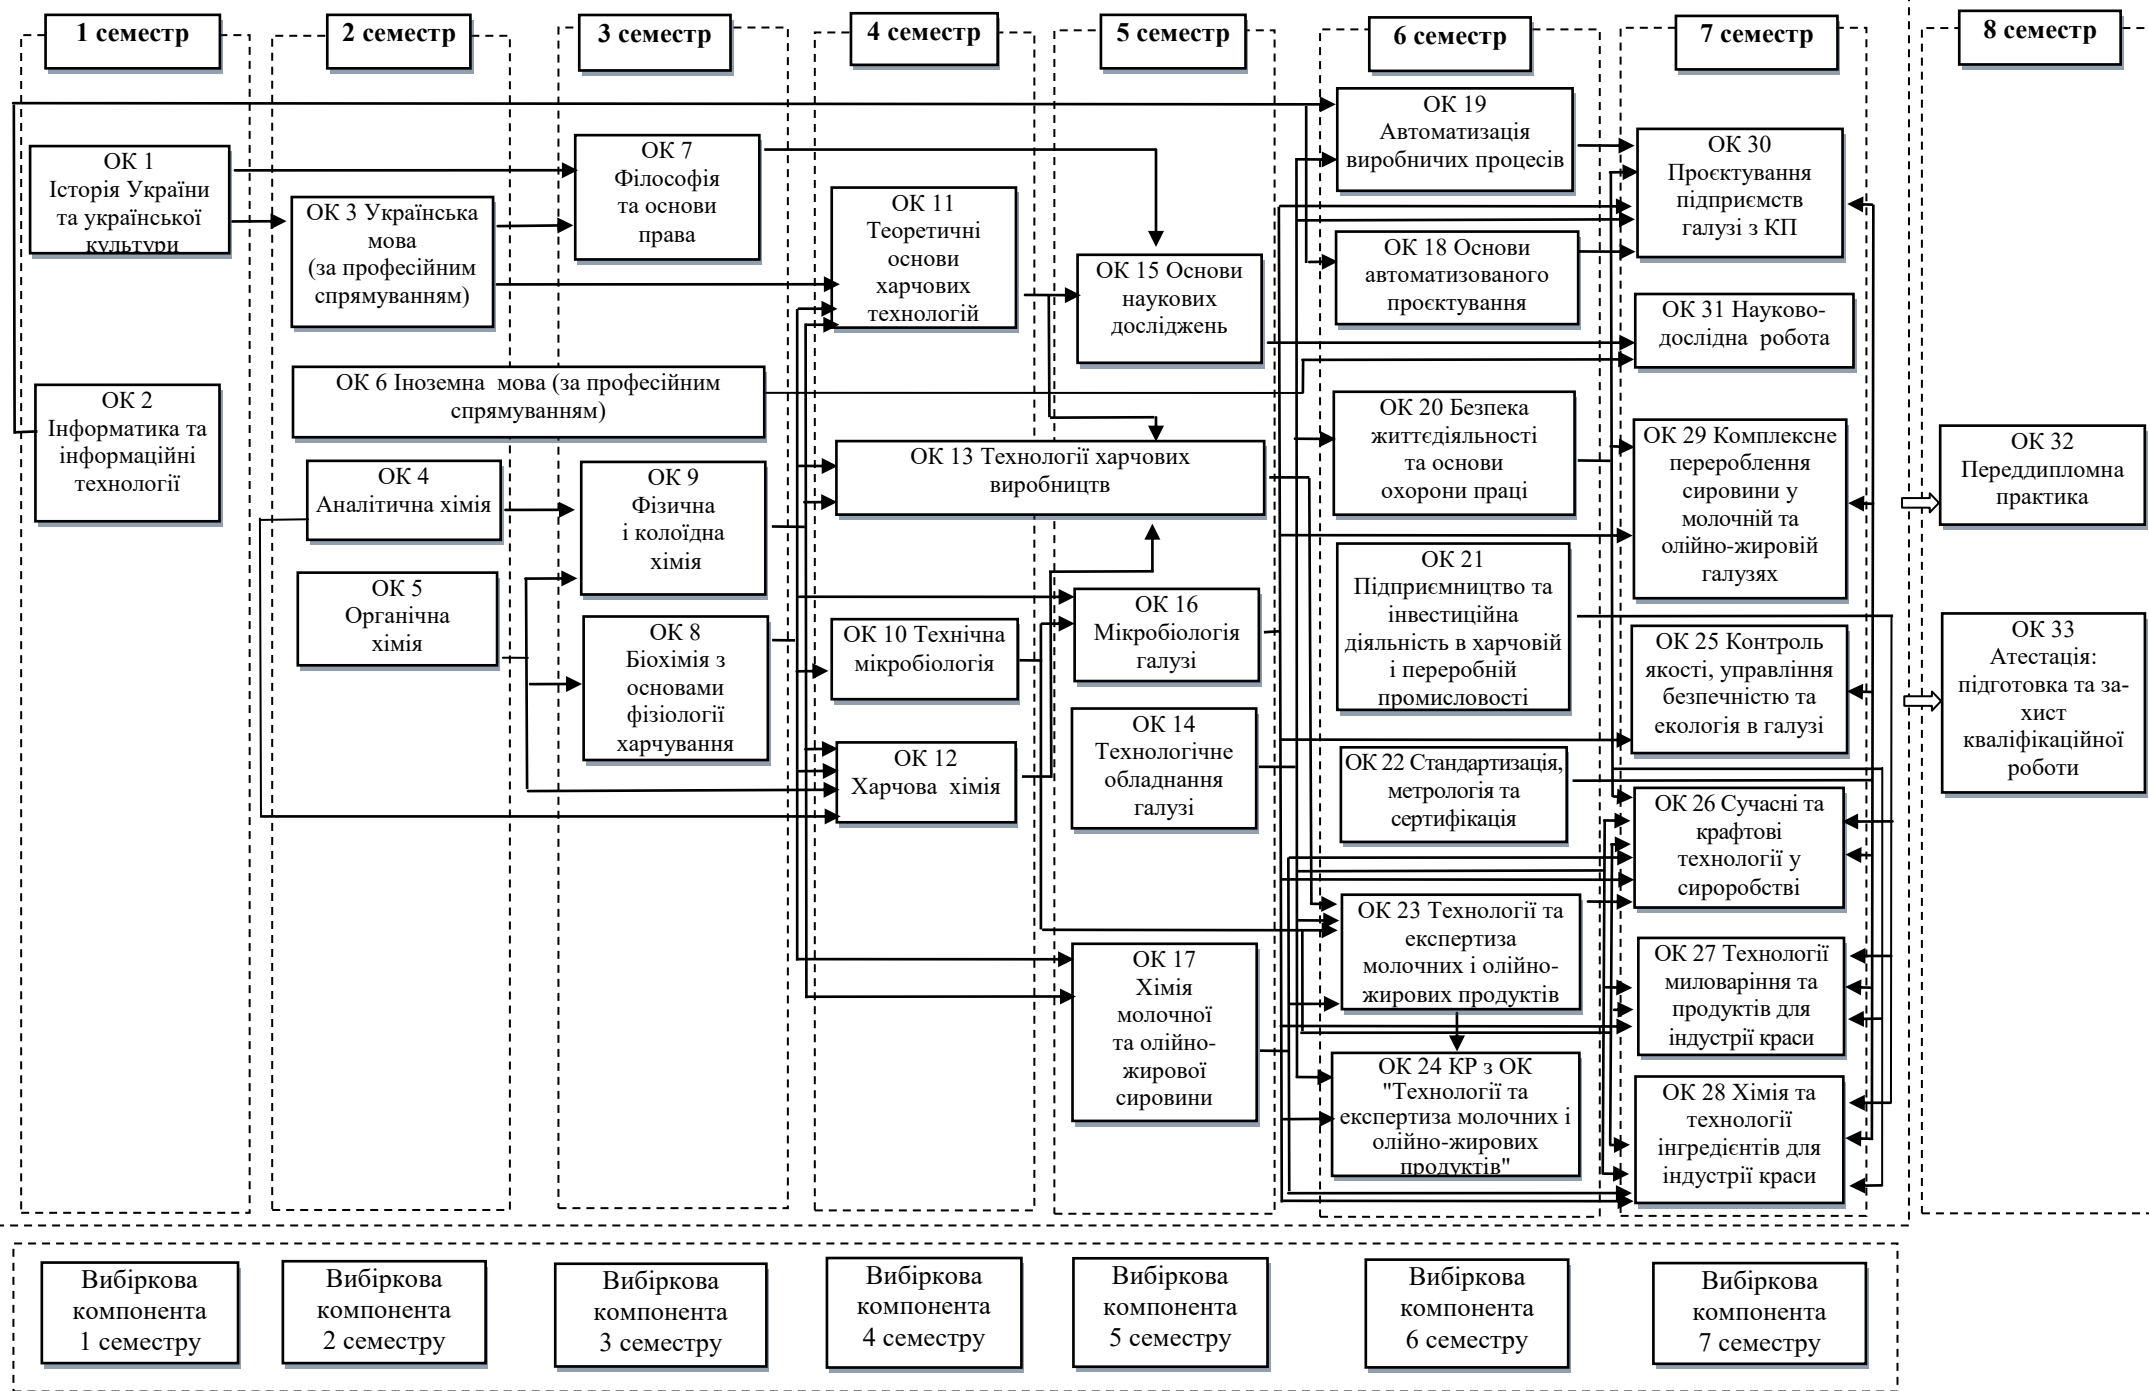 1 семестр
2 семестр
3 семестр
4 семестр
5 семестр
6 семестр
7 семестр
8 семестр
ОК 1
Історія України
та української
культури
ОК 2
Інформатика та
інформаційні
технології
ОК 3 Українська
мова
(за професійним
спрямуванням)
ОК 6 Іноземна мова (за професійним
спрямуванням)
ОК 4
Аналітична хімія
ОК 5
Органічна
хімія
ОК 7
Філософія
та основи
права
ОК 9
Фізична
і колоїдна
хімія
ОК 8
Біохімія з
основами
фізіології
харчування
ОК 11
Теоретичні
основи
харчових
технологій
ОК 13 Технології харчових
виробництв
ОК 10 Технічна
мікробіологія
ОК 12
Харчова хімія
ОК 15 Основи
наукових
досліджень
ОК 16
Мікробіологія
галузі
ОК 14
Технологічне
обладнання
галузі
ОК 17
Хімія
молочної
та олійно-
жирової
сировини
ОК 19
Автоматизація
виробничих процесів
ОК 18 Основи
автоматизованого
проєктування
ОК 20 Безпека
життєдіяльності
та основи
охорони праці
ОК 21
Підприємництво та
інвестиційна
діяльність в харчовій
і переробній
промисловості
ОК 22 Стандартизація,
метрологія та
сертифікація
ОК 23 Технології та
експертиза
молочних і олійно-
жирових продуктів
ОК 24 КР з ОК
"Технології та
експертиза молочних і
олійно-жирових
продуктів"
ОК 30
Проєктування
підприємств
галузі з КП
ОК 31 Науково-
дослідна робота
ОК 29 Комплексне
перероблення
сировини у
молочній та
олійно-жировій
галузях
ОК 25 Контроль
якості, управління
безпечністю та
екологія в галузі
ОК 26 Сучасні та
крафтові
технології у
сироробстві
ОК 27 Технології
миловаріння та
продуктів для
індустрії краси
ОК 28 Хімія та
технології
інгредієнтів для
індустрії краси
ОК 32
Переддипломна
практика
ОК 33
Атестація:
підготовка та за-
хист
кваліфікаційної
роботи
Вибіркова
компонента
1 семестру
Вибіркова
компонента
2 семестру
Вибіркова
компонента
3 семестру
Вибіркова
компонента
4 семестру
Вибіркова
компонента
5 семестру
Вибіркова
компонента
6 семестру
Вибіркова
компонента
7 семестру